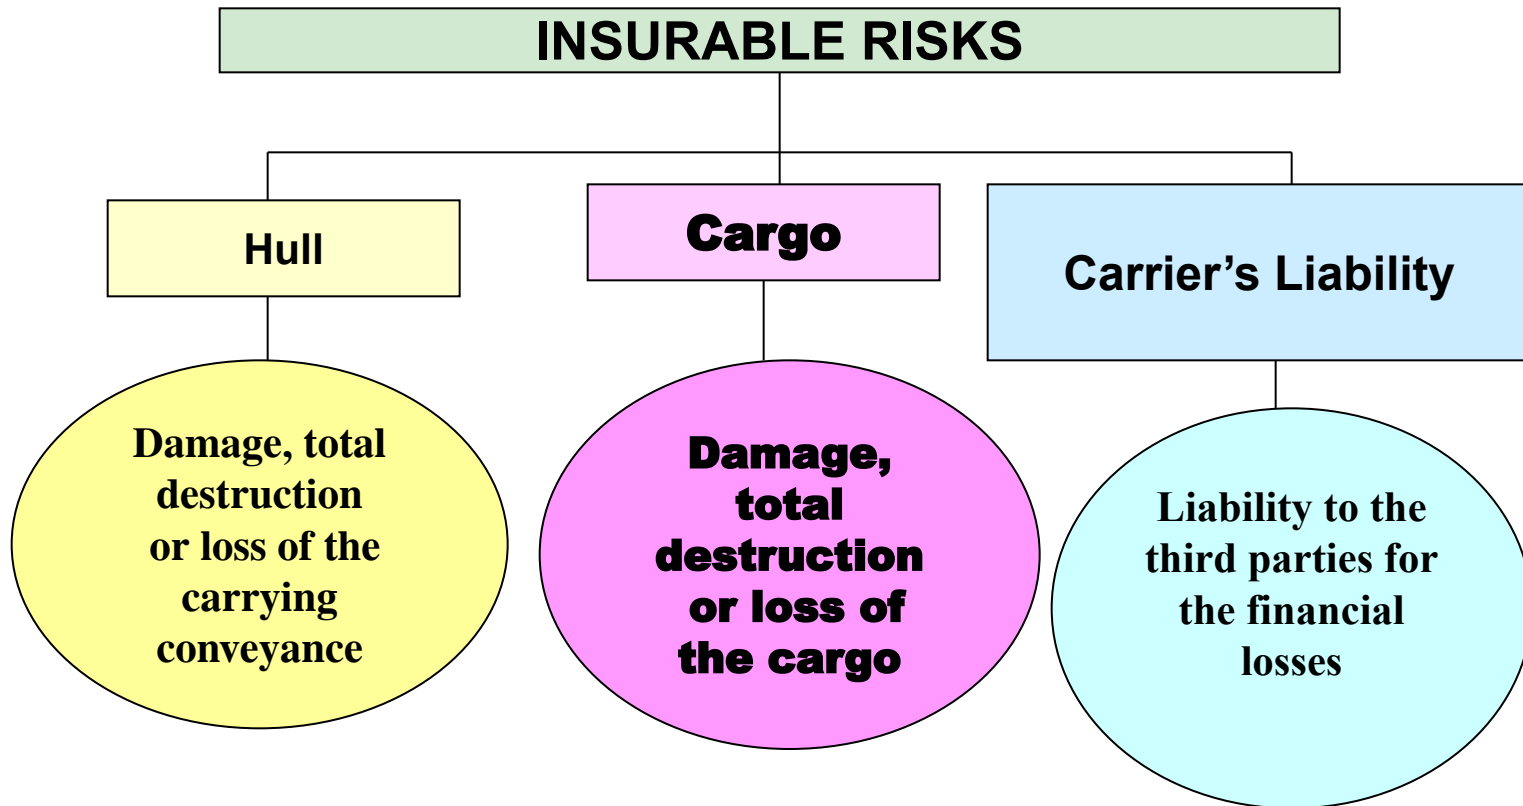 INSURABLE RISKS
Hull
Cargo
Carrier’s Liability
Damage, total
destruction
or loss of the
carrying
conveyance
Damage,
total
destruction
or loss of
the cargo
Liability to the
third parties for
the financial
losses